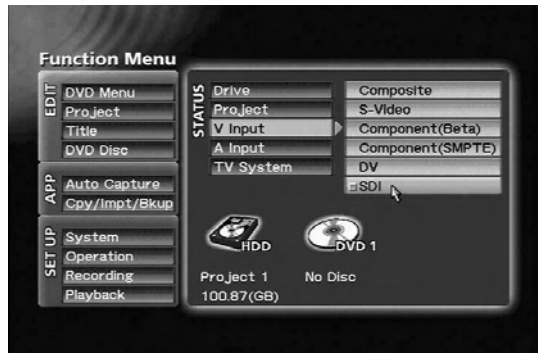 Function Menu
EDIT
DVD Menu
Project
Title
DVD Disc
APP
Auto Capture
Cpy/Impt/Bkup
SET UP
System
Operation
Recording
Playback
STATUS
Drive
Project
V Input
A Input
TV System
Composite
S-Video
Component(Beta)
Component(SMPTE)
DV
SDI
HDD
DVD 1
Project 1
No Disc
100.87(GB)